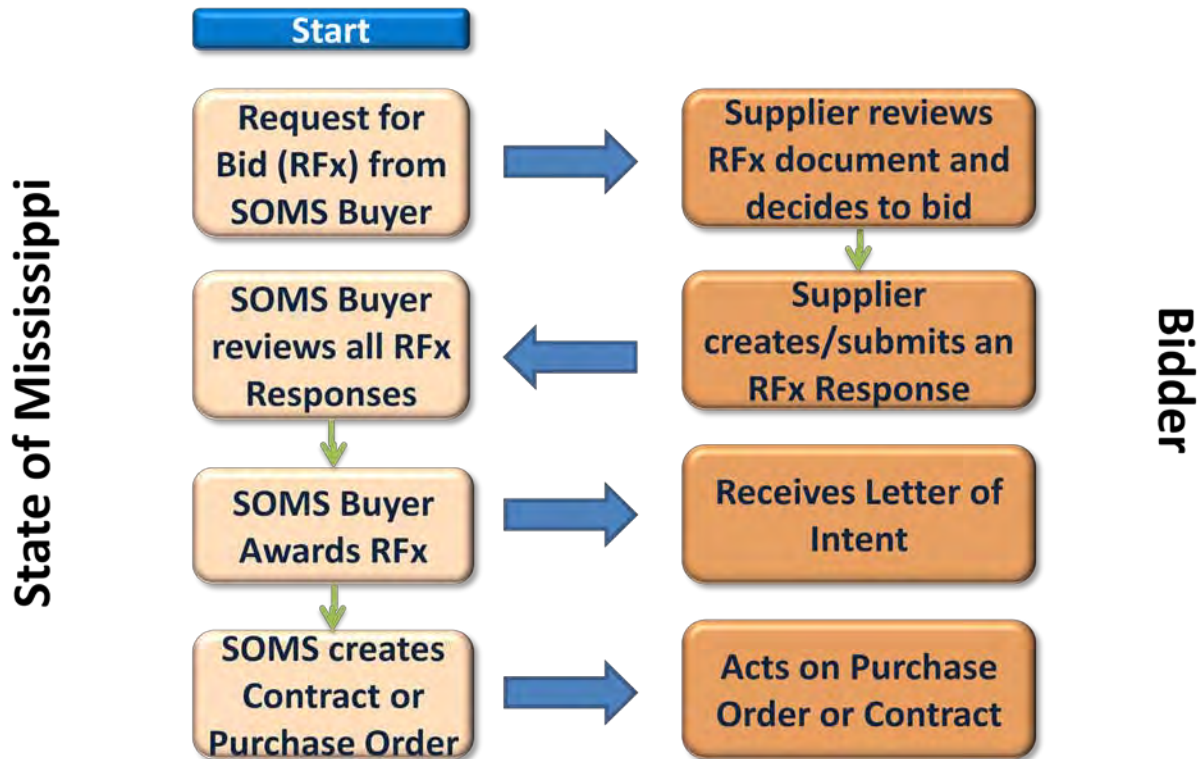 Start
State of Mississippi
Request for
Bid (RFx) from
SOMS Buyer
Supplier reviews
RFx document and
decides to bid
SOMS Buyer
reviews all RFx
Responses
Supplier
creates/submits an
RFx Response
Bidder
SOMS Buyer
Awards RFx
Receives Letter of
Intent
SOMS creates
Contract or
Purchase Order
Acts on Purchase
Order or Contract